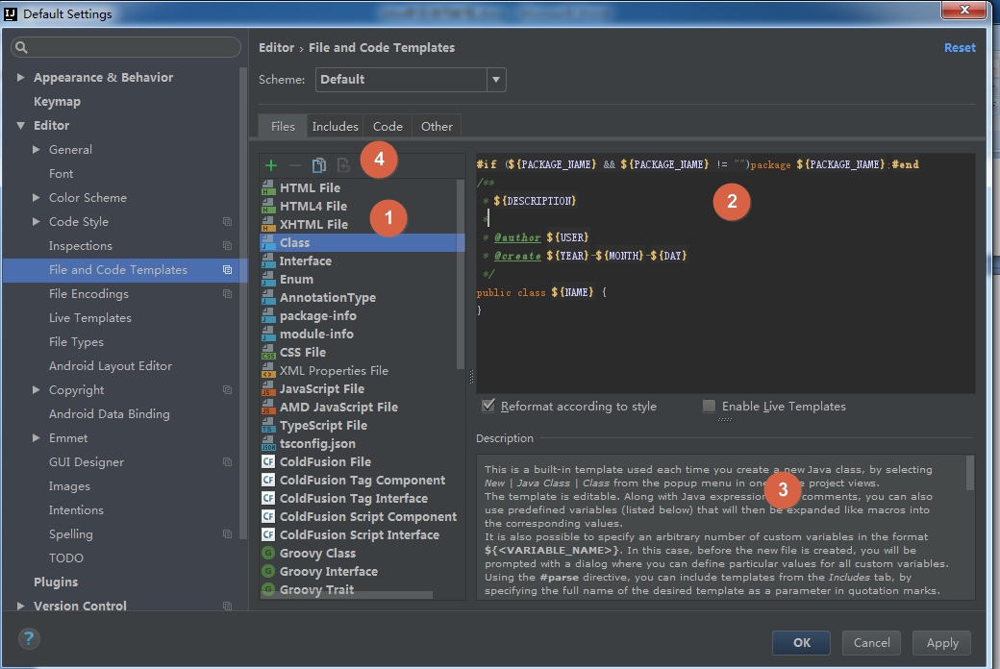 Default Settings
Appearance & Behavior
Keymap
Editor
General
Font
Color Scheme
Code Style
Inspections
File and Code Templates
File Encodings
Live Templates
File Types
Android Layout Editor
Copyright
Android Data Binding
Emmet
GUI Designer
Images
Intentions
Spelling
TODO
Plugins
Version Control
Editor › File and Code Templates
Reset
Scheme: Default
Files Includes Code Other
4
1
HTML File
HTML4 File
XHTML File
Class
Interface
Enum
AnnotationType
package-info
module-info
CSS File
XML Properties File
JavaScript File
AMD JavaScript File
TypeScript File
tsconfig.json
ColdFusion File
ColdFusion Tag Component
ColdFusion Tag Interface
ColdFusion Script Component
ColdFusion Script Interface
Groovy Class
Groovy Interface
Groovy Trait
#if (${PACKAGE_NAME} && ${PACKAGE_NAME} != "")package ${PACKAGE_NAME};#end
/**
* ${DESCRIPTION}
*
* @author ${USER}
* @create ${YEAR}-${MONTH}-${DAY}
*/
public class ${NAME} {
}
2
Reformat according to style
Enable Live Templates
Description
This is a built-in template used each time you create a new Java class, by selecting
New | Java Class | Class from the popup menu in one project views.
The template is editable. Along with Java expression comments, you can also
use predefined variables (listed below) that will then be expanded like macros into
the corresponding values.
It is also possible to specify an arbitrary number of custom variables in the format
${<VARIABLE_NAME>}. In this case, before the new file is created, you will be
prompted with a dialog where you can define particular values for all custom variables.
Using the #parse directive, you can include templates from the Includes tab, by
specifying the full name of the desired template as a parameter in quotation marks.
3
?
OK
Cancel
Apply